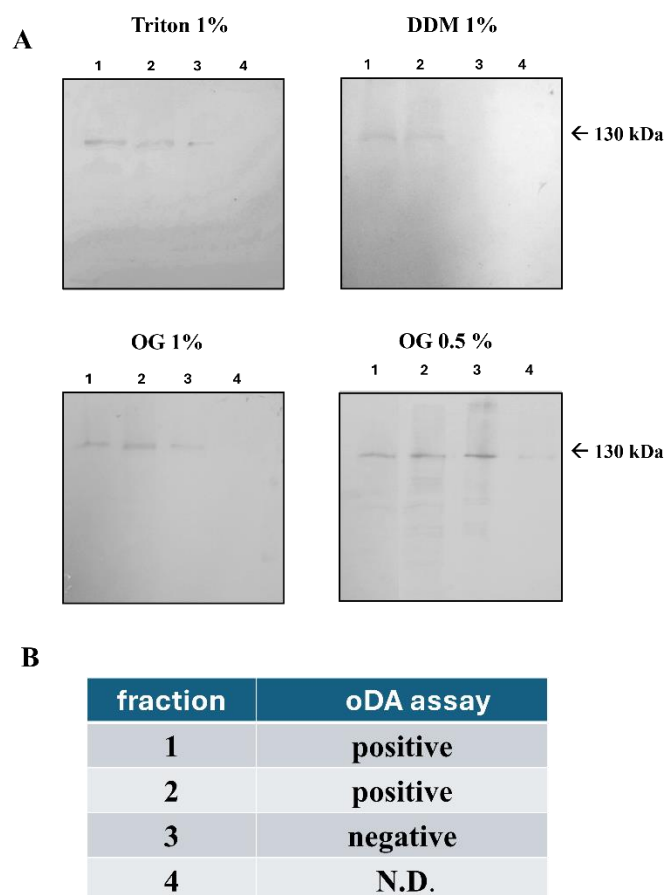 A
Triton 1%
DDM 1%
1 2 3 4
1 2 3 4
← 130 kDa
OG 1%
OG 0.5 %
1 2 3 4
1 2 3 4
← 130 kDa
B
fraction oDA assay
1 positive
2 positive
3 negative
4 N.D.